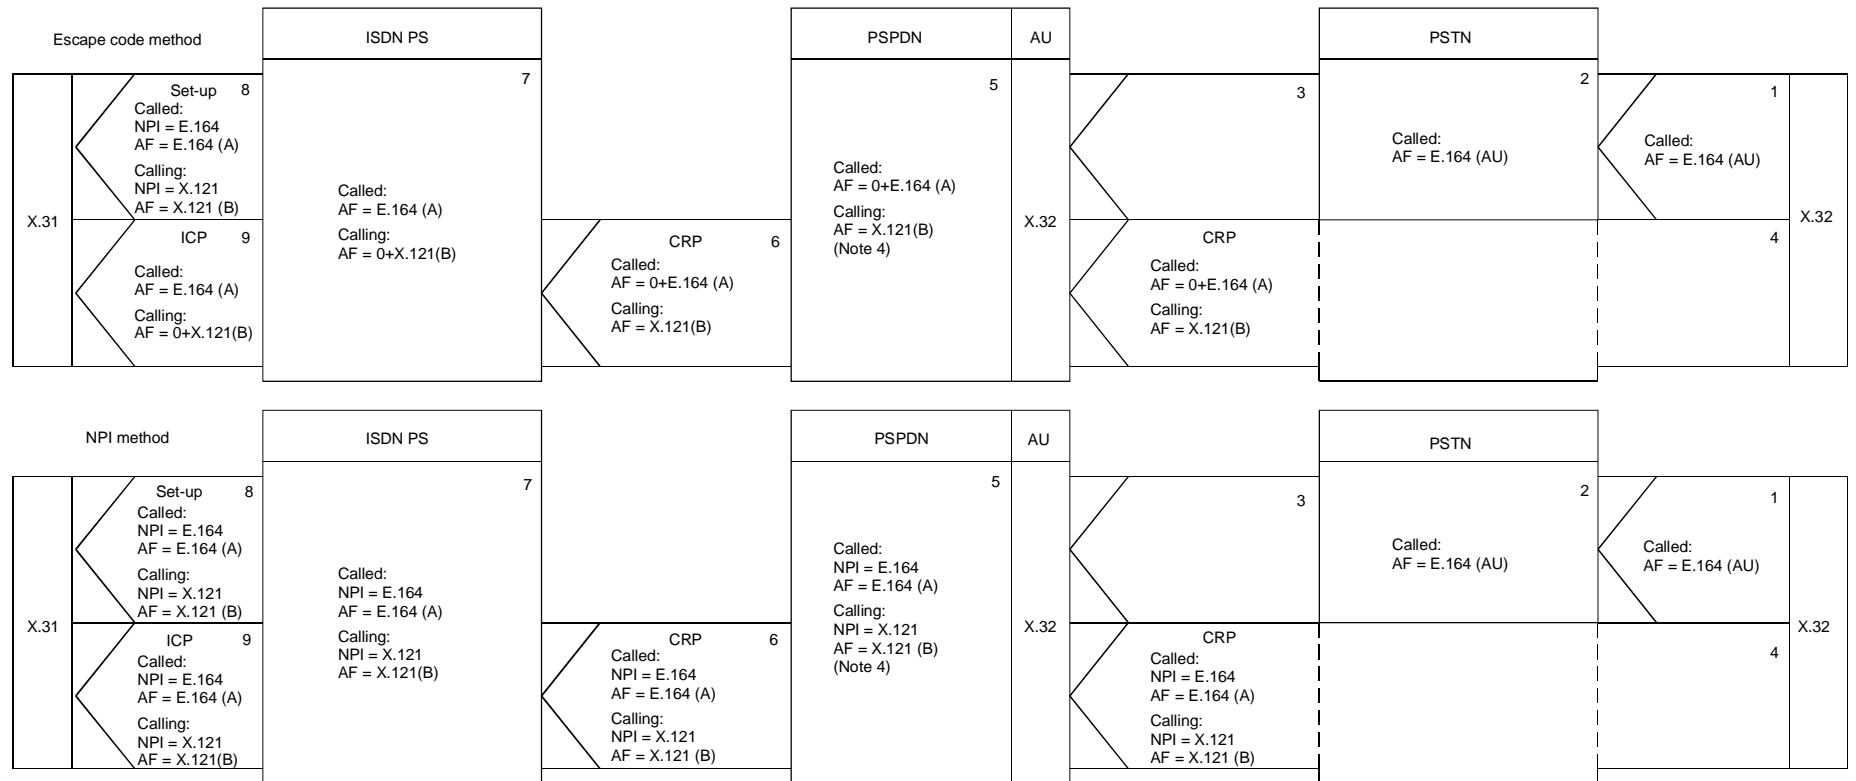 Escape code method
ISDN PS
PSPDN
AU
PSTN
X.31
Set-up 8
Called:
NPI = E.164
AF = E.164 (A)
Calling:
NPI = X.121
AF = X.121 (B)
ICP 9
Called:
AF = E.164 (A)
Calling:
AF = 0+X.121(B)
7
Called:
AF = E.164 (A)
Calling:
AF = 0+X.121(B)
CRP 6
Called:
AF = 0+E.164 (A)
Calling:
AF = X.121(B)
5
Called:
AF = 0+E.164 (A)
Calling:
AF = X.121(B)
(Note 4)
X.32
3
CRP
Called:
AF = 0+E.164 (A)
Calling:
AF = X.121(B)
2
Called:
AF = E.164 (AU)
1
Called:
AF = E.164 (AU)
4
X.32
NPI method
ISDN PS
PSPDN
AU
PSTN
X.31
Set-up 8
Called:
NPI = E.164
AF = E.164 (A)
Calling:
NPI = X.121
AF = X.121 (B)
ICP 9
Called:
NPI = E.164
AF = E.164 (A)
Calling:
NPI = X.121
AF = X.121(B)
7
Called:
NPI = E.164
AF = E.164 (A)
Calling:
NPI = X.121
AF = X.121(B)
CRP 6
Called:
NPI = E.164
AF = E.164 (A)
Calling:
NPI = X.121
AF = X.121 (B)
5
Called:
NPI = E.164
AF = E.164 (A)
Calling:
NPI = X.121
AF = X.121 (B)
(Note 4)
X.32
3
CRP
Called:
NPI = E.164
AF = E.164 (A)
Calling:
NPI = X.121
AF = X.121 (B)
2
Called:
AF = E.164 (AU)
1
Called:
AF = E.164 (AU)
4
X.32